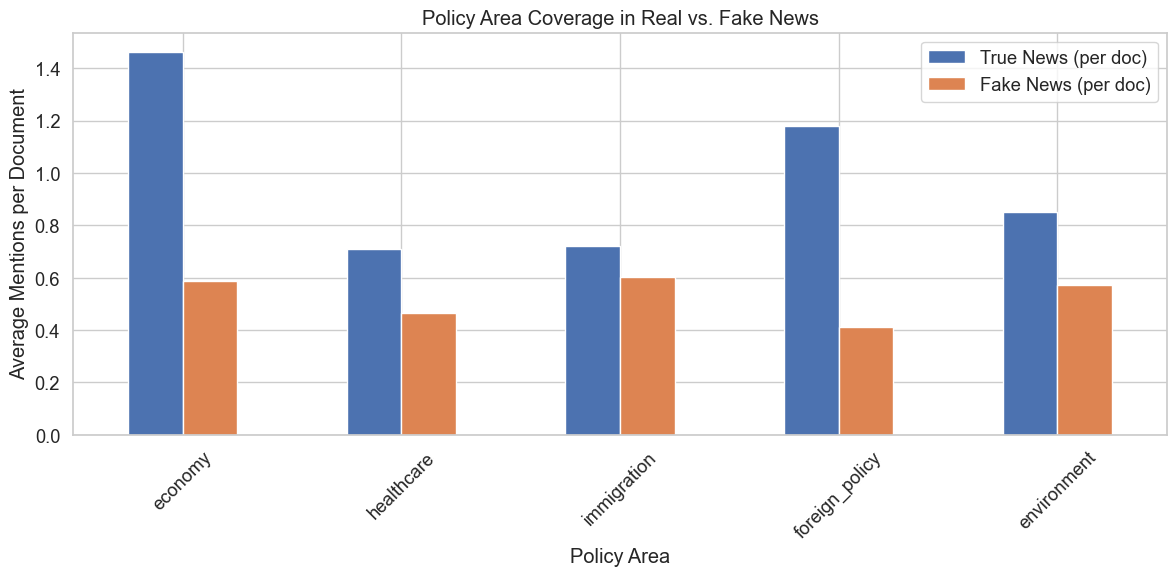 Policy Area Coverage in Real vs. Fake News
True News (per doc)
Fake News (per doc)
Average Mentions per Document
1.4
1.2
1.0
0.8
0.6
0.4
0.2
0.0
economy
healthcare
immigration
foreign_policy
environment
Policy Area